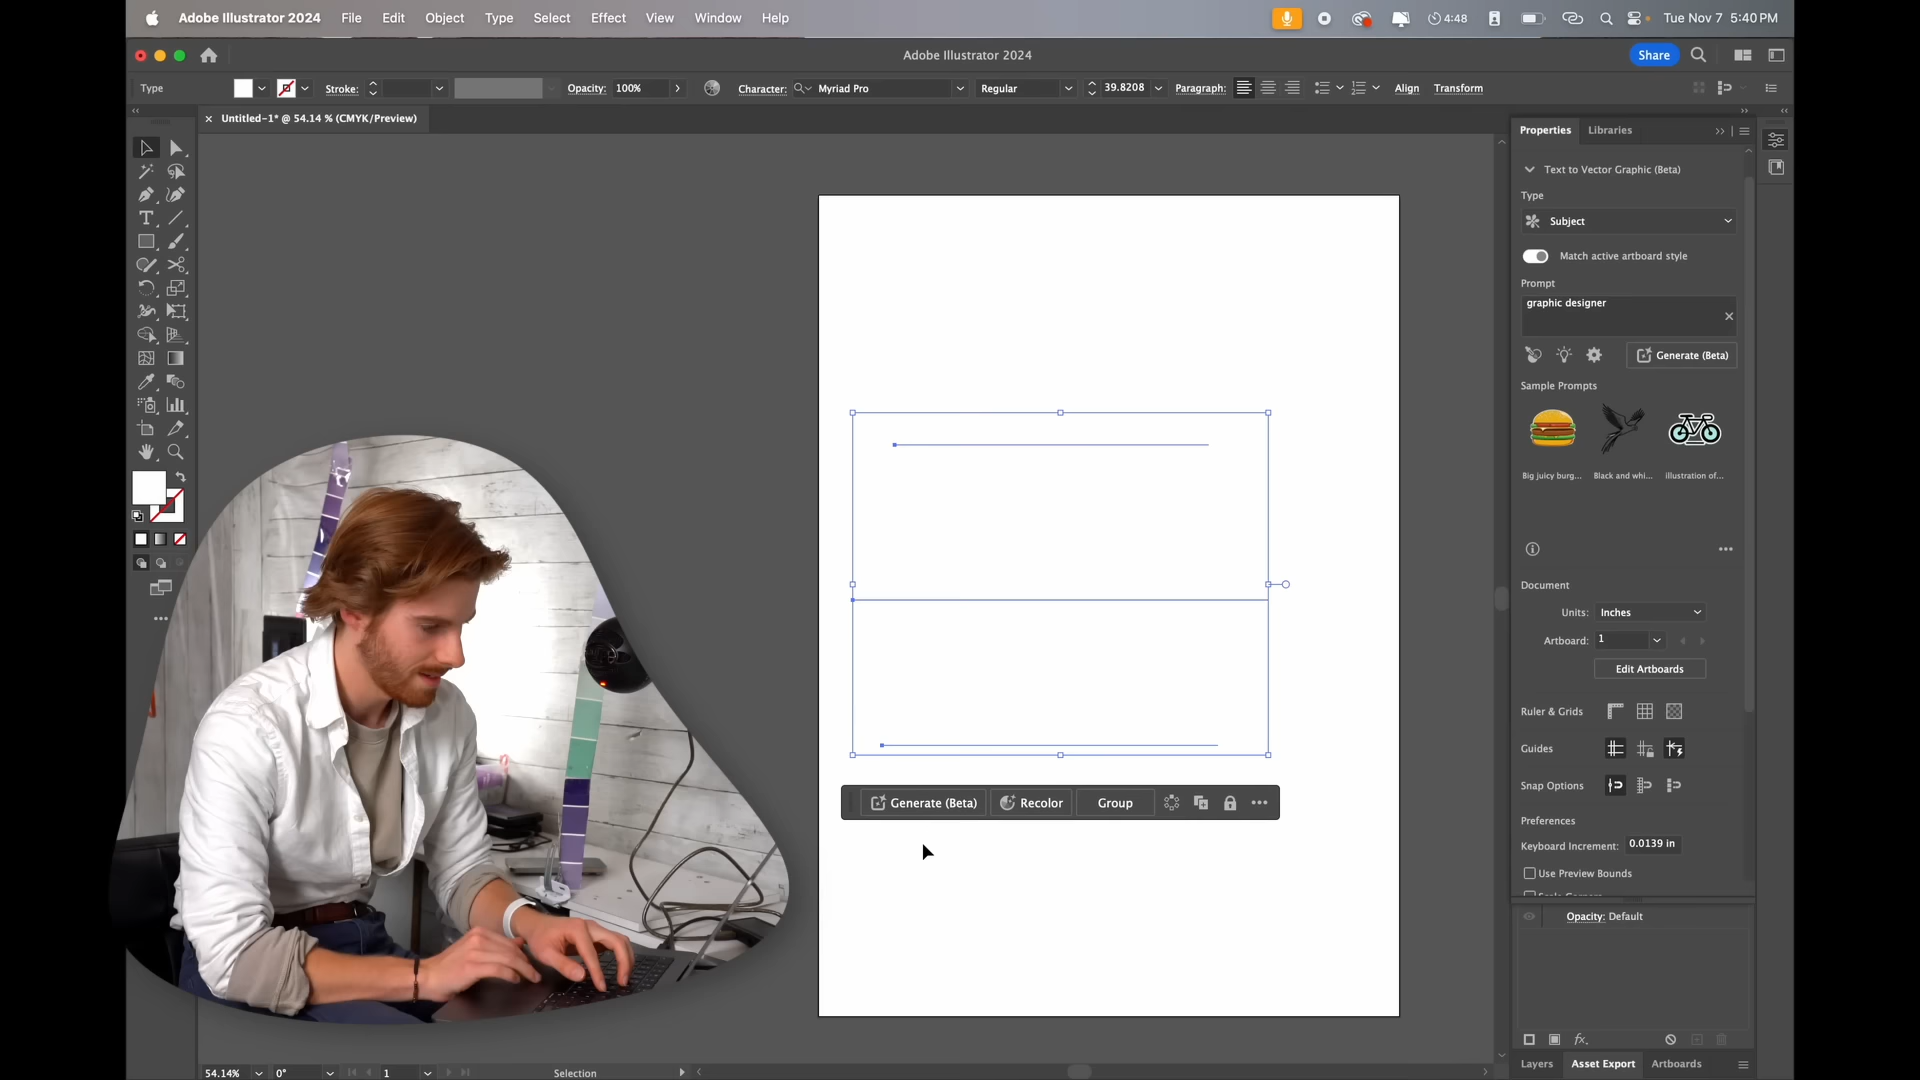 Adobe Illustrator 2024 File Edit Object Type Select Effect View Window Help 4:48 Tue Nov 7 5:40 PM
Adobe Illustrator 2024 Share
Type Stroke: Opacity: 100% Character: Myriad Pro Regular 39.8208 Paragraph: Align Transform
× Untitled-1* @ 54.14 % (CMYK/Preview)
Properties Libraries
Text to Vector Graphic (Beta)
Type
Subject
Match active artboard style
Prompt
graphic designer
Generate (Beta)
Sample Prompts
Big juicy burg... Black and whi... illustration of...
Document
Units: Inches
Artboard: 1
Edit Artboards
Ruler & Grids
Guides
Snap Options
Preferences
Keyboard Increment: 0.0139 in
Use Preview Bounds
Generate (Beta) Recolor Group
Opacity: Default
fx.
Layers Asset Export Artboards
54.14% 0° 1 Selection